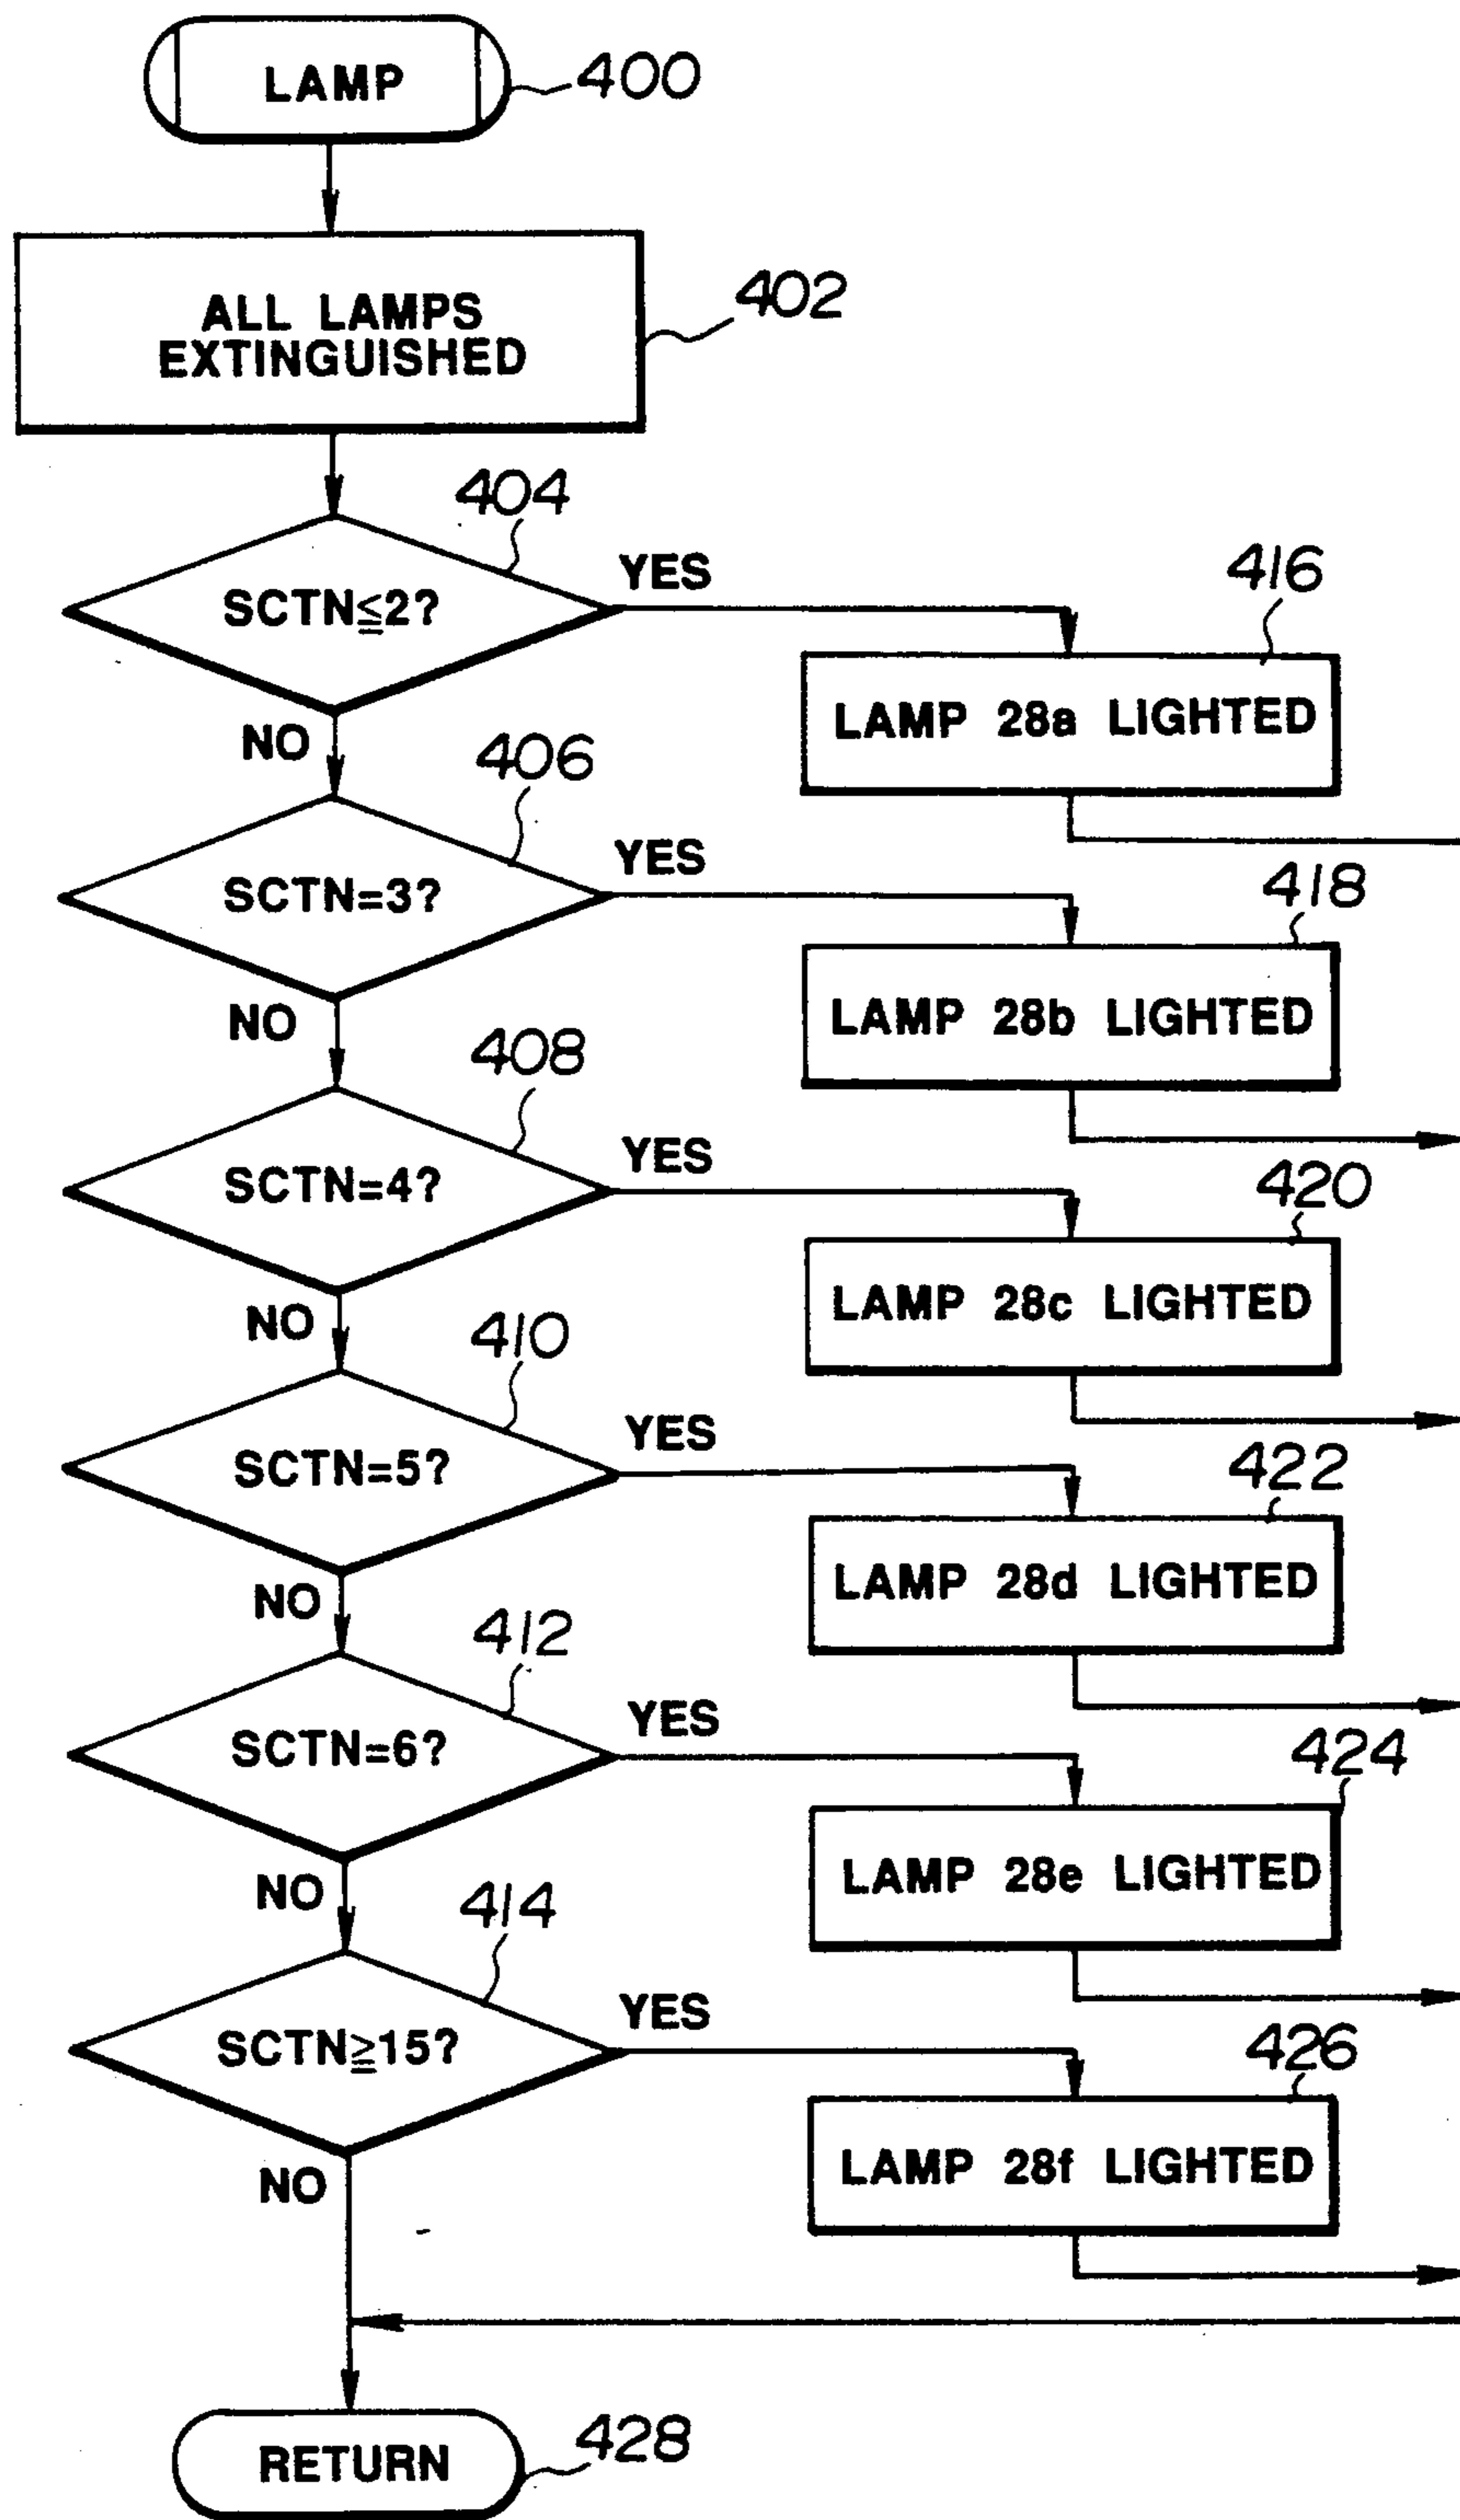 LAMP
400
ALL LAMPS
EXTINGUISHED
402
404
SCTN≦2?
YES
416
LAMP 28a LIGHTED
NO
406
SCTN=3?
YES
418
LAMP 28b LIGHTED
NO
408
SCTN=4?
YES
420
LAMP 28c LIGHTED
NO
410
SCTN=5?
YES
422
LAMP 28d LIGHTED
NO
412
SCTN=6?
YES
424
LAMP 28e LIGHTED
NO
414
SCTN≧15?
YES
426
LAMP 28f LIGHTED
NO
RETURN
428